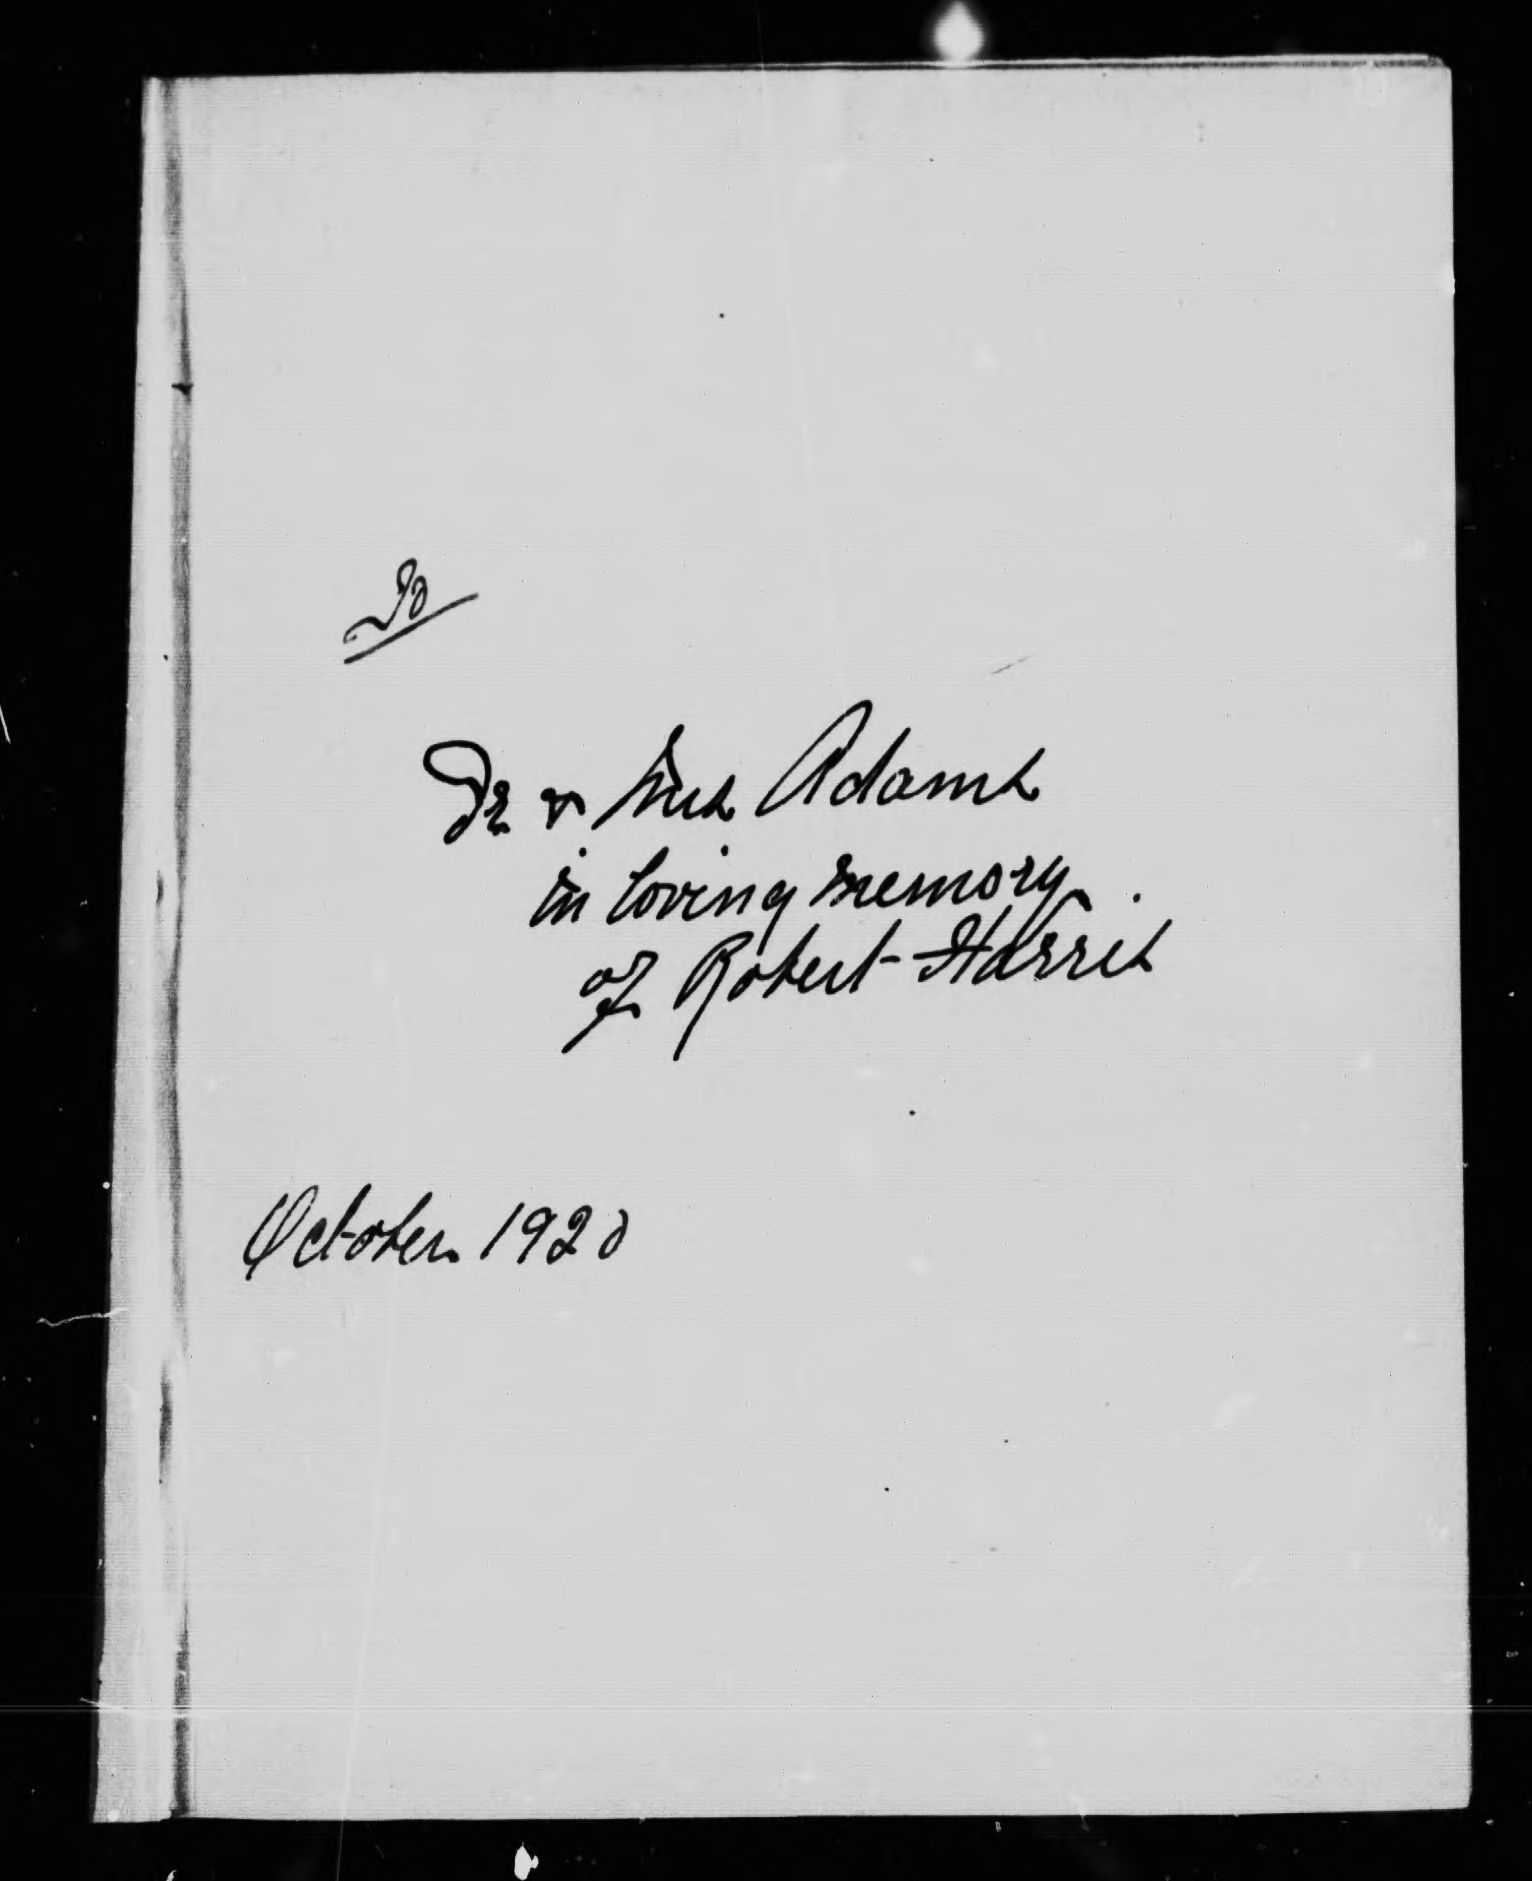 To
Dr & Mrs Adams
in loving memory
of Robert Harris
October 1920